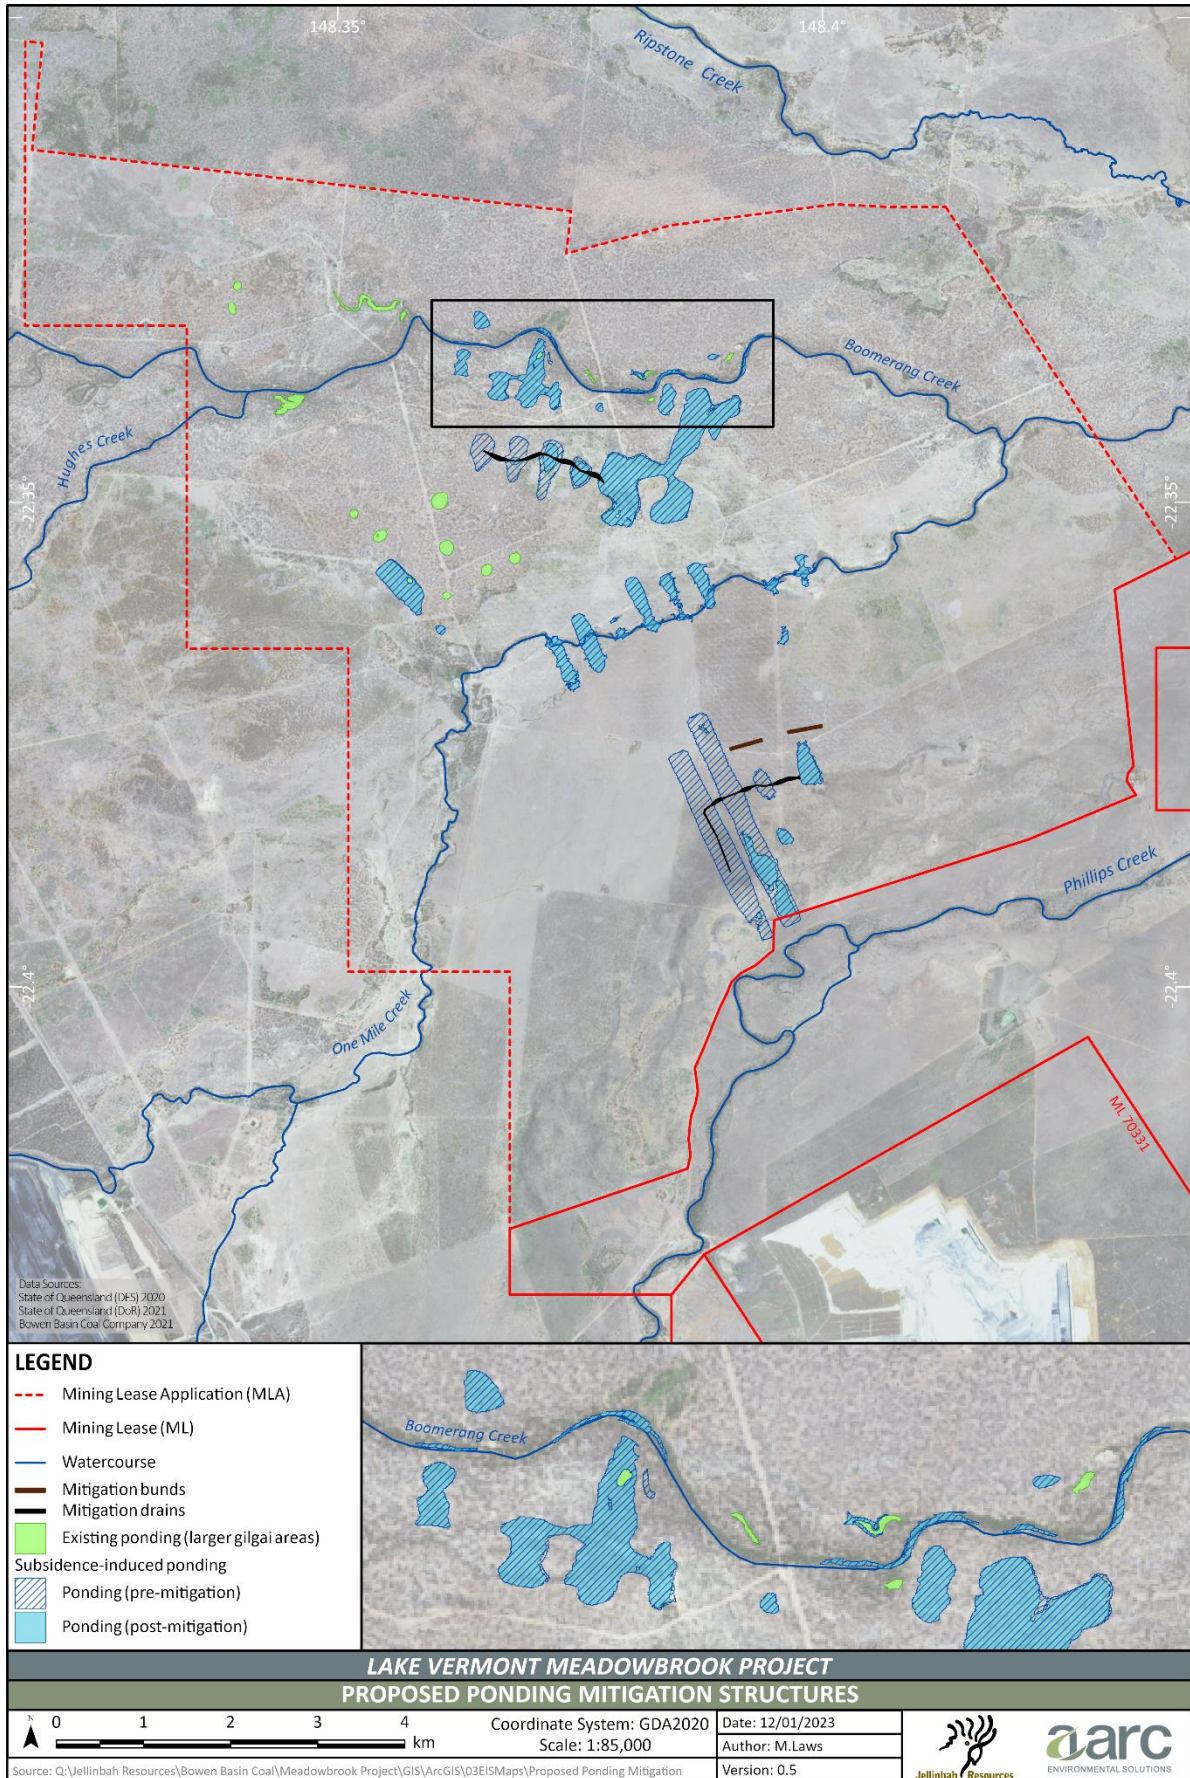 148.35°
148.4°
Ripstone Creek
Boomerang Creek
Hughes Creek
-22.35°
-22.35°
Phillips Creek
-22.4°
-22.4°
One Mile Creek
ML 70331
Data Sources:
State of Queensland (DES) 2020
State of Queensland (DoR) 2021
Bowen Basin Coal Company 2021
LEGEND
Mining Lease Application (MLA)
Mining Lease (ML)
Watercourse
Mitigation bunds
Mitigation drains
Existing ponding (larger gilgai areas)
Subsidence-induced ponding
Ponding (pre-mitigation)
Ponding (post-mitigation)
Boomerang Creek
LAKE VERMONT MEADOWBROOK PROJECT
PROPOSED PONDING MITIGATION STRUCTURES
N
0 1 2 3 4
km
Coordinate System: GDA2020
Scale: 1:85,000
Date: 12/01/2023
Author: M.Laws
Version: 0.5
Source: Q:\Jellinbah Resources\Bowen Basin Coal\Meadowbrook Project\GIS\ArcGIS\03EISMaps\Proposed Ponding Mitigation
Jellinbah Resources
aarc
ENVIRONMENTAL SOLUTIONS